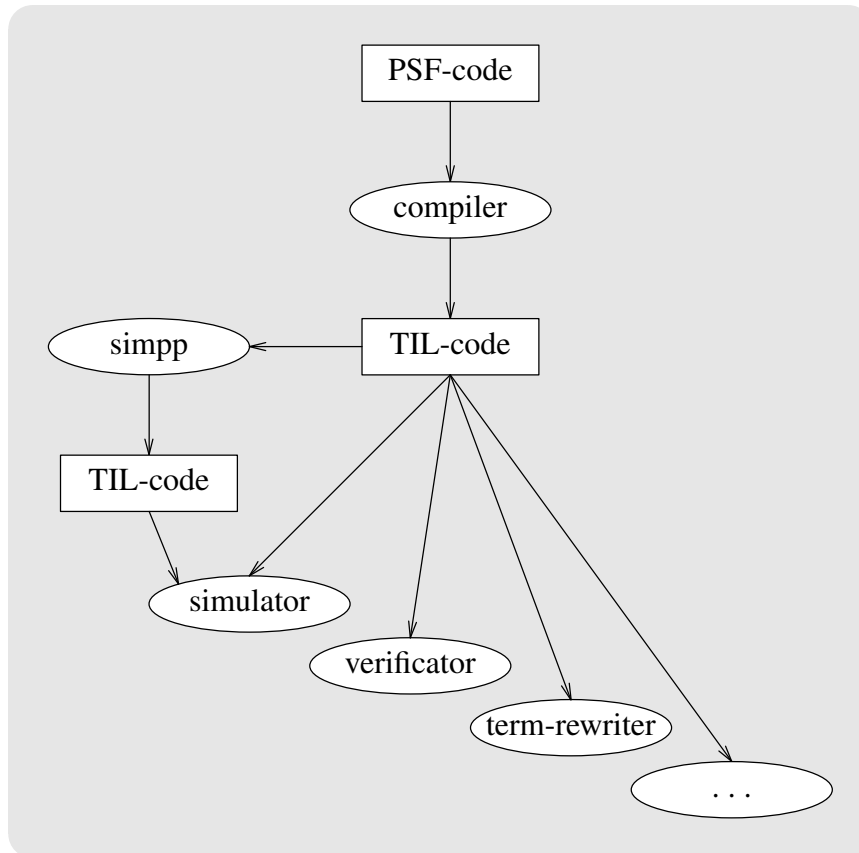 PSF-code
compiler
simpp
TIL-code
TIL-code
simulator
verificator
term-rewriter
. . .